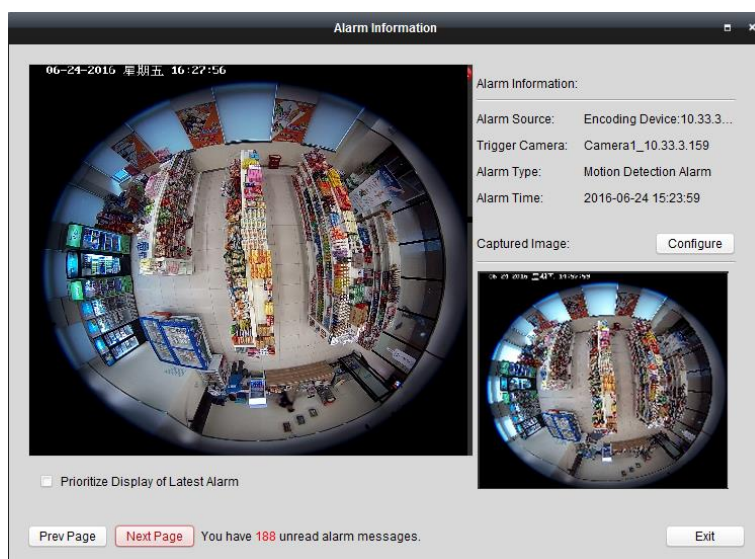 Alarm Information
06-24-2016 星期五 16:27:56
Alarm Information:
Alarm Source: Encoding Device:10.33.3...
Trigger Camera: Camera1_10.33.3.159
Alarm Type: Motion Detection Alarm
Alarm Time: 2016-06-24 15:23:59
Captured Image: Configure
Prioritize Display of Latest Alarm
Prev Page Next Page You have 188 unread alarm messages. Exit